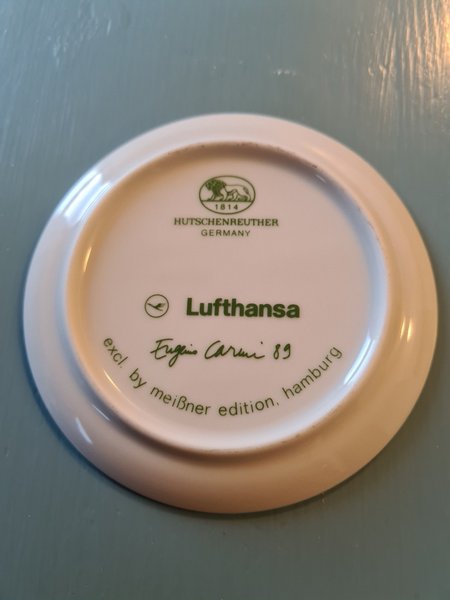 1814
HUTSCHENREUTHER
GERMANY
Lufthansa
Eugenio Carmi 89
excl. by meißner edition, hamburg